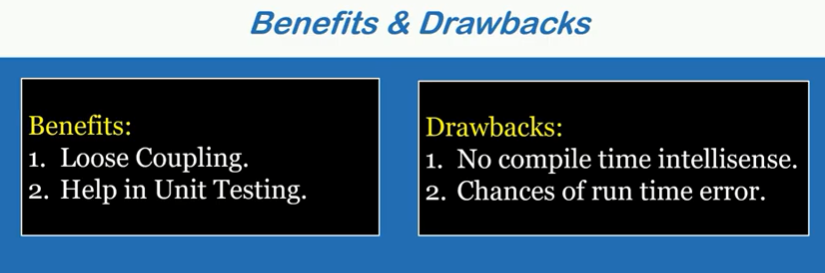 Benefits & Drawbacks
Benefits:
1. Loose Coupling.
2. Help in Unit Testing.
Drawbacks:
1. No compile time intellisense.
2. Chances of run time error.